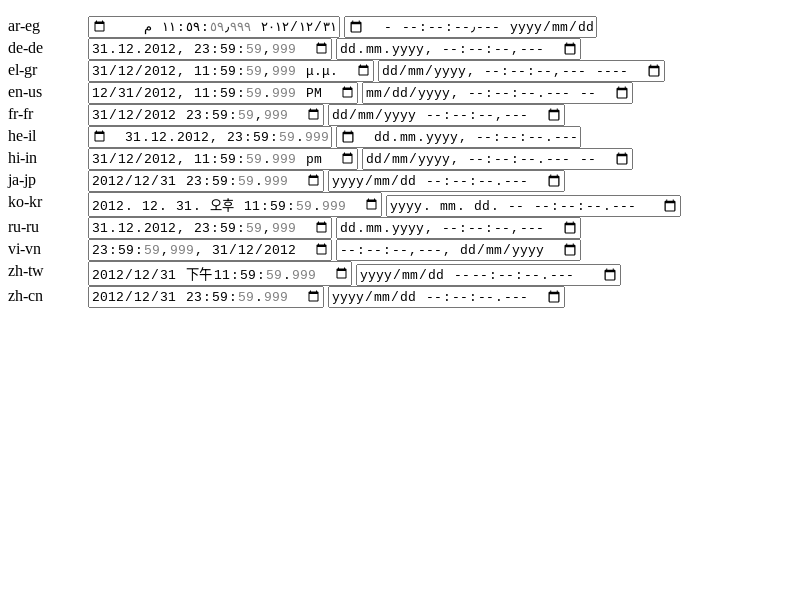 ar-eg ٢٠١٢/١٢/٣١ ١١:٥٩:٥٩٫٩٩٩ م yyyy/mm/dd --:--:--٫--- -
de-de 31.12.2012, 23:59:59,999 dd.mm.yyyy, --:--:--,---
el-gr 31/12/2012, 11:59:59,999 μ.μ. dd/mm/yyyy, --:--:--,--- ----
en-us 12/31/2012, 11:59:59.999 PM mm/dd/yyyy, --:--:--.--- --
fr-fr 31/12/2012 23:59:59,999 dd/mm/yyyy --:--:--,---
he-il 31.12.2012, 23:59:59.999 dd.mm.yyyy, --:--:--.---
hi-in 31/12/2012, 11:59:59.999 pm dd/mm/yyyy, --:--:--.--- --
ja-jp 2012/12/31 23:59:59.999 yyyy/mm/dd --:--:--.---
ko-kr 2012. 12. 31. 오후 11:59:59.999 yyyy. mm. dd. -- --:--:--.---
ru-ru 31.12.2012, 23:59:59,999 dd.mm.yyyy, --:--:--,---
vi-vn 23:59:59,999, 31/12/2012 --:--:--,---, dd/mm/yyyy
zh-tw 2012/12/31 下午11:59:59.999 yyyy/mm/dd ----:--:--.---
zh-cn 2012/12/31 23:59:59.999 yyyy/mm/dd --:--:--.---